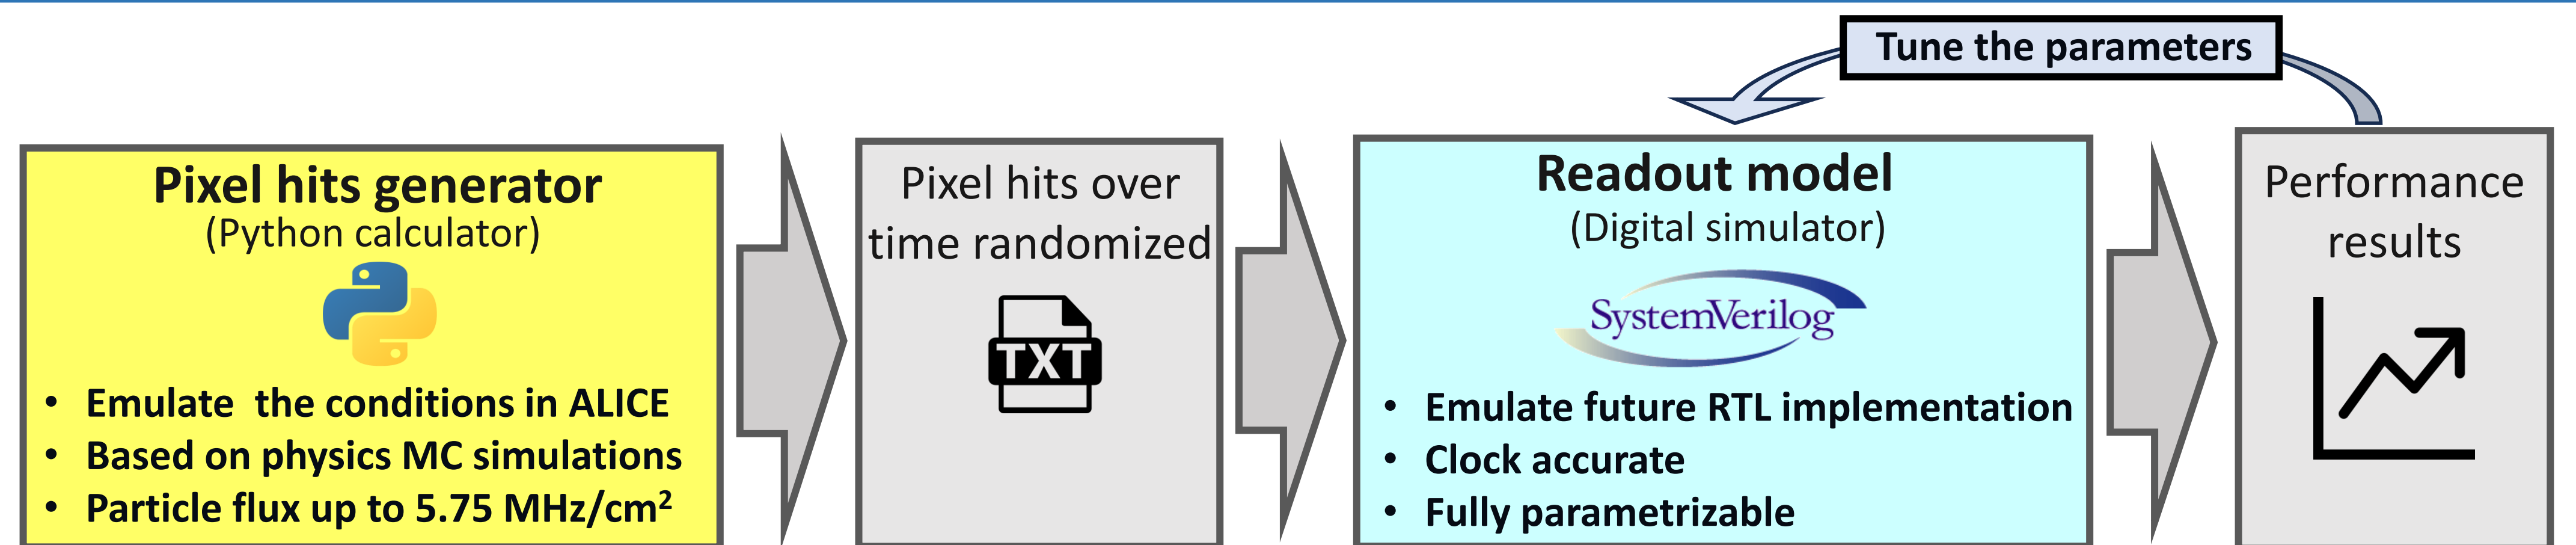 Tune the parameters
Pixel hits generator
(Python calculator)
• Emulate  the conditions in ALICE
• Based on physics MC simulations
• Particle flux up to 5.75 MHz/cm²
Pixel hits over
time randomized
TXT
Readout model
(Digital simulator)
SystemVerilog
• Emulate future RTL implementation
• Clock accurate
• Fully parametrizable
Performance
results